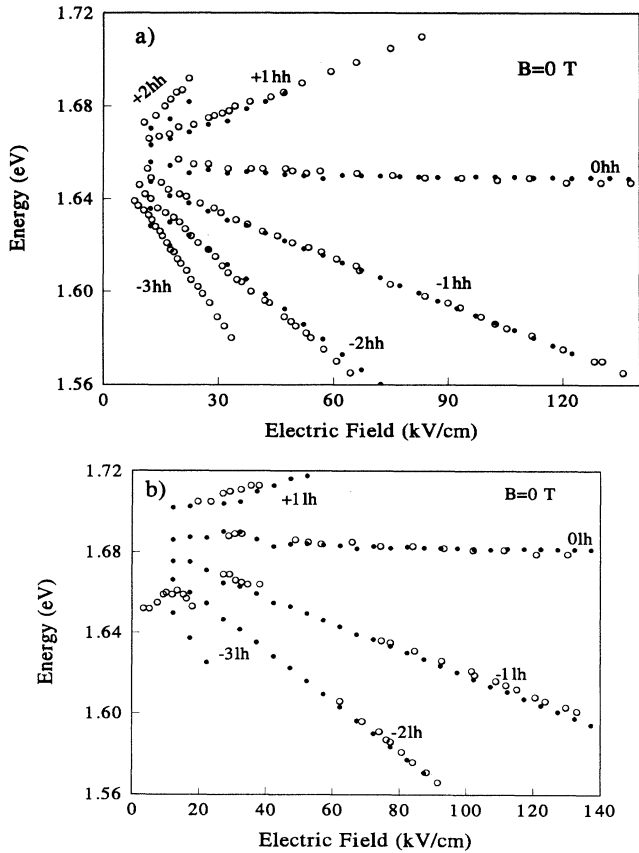 1.72
a)
+2hh
+1hh
B=0 T
1.68
0hh
Energy (eV)
1.64
-3hh
-1hh
1.60
-2hh
1.56
0 30 60 90 120
Electric Field (kV/cm)
1.72
b)
+1lh
B=0 T
0lh
1.68
Energy (eV)
1.64
-3lh
-1lh
1.60
-2lh
1.56
0 20 40 60 80 100 120 140
Electric Field (kV/cm)